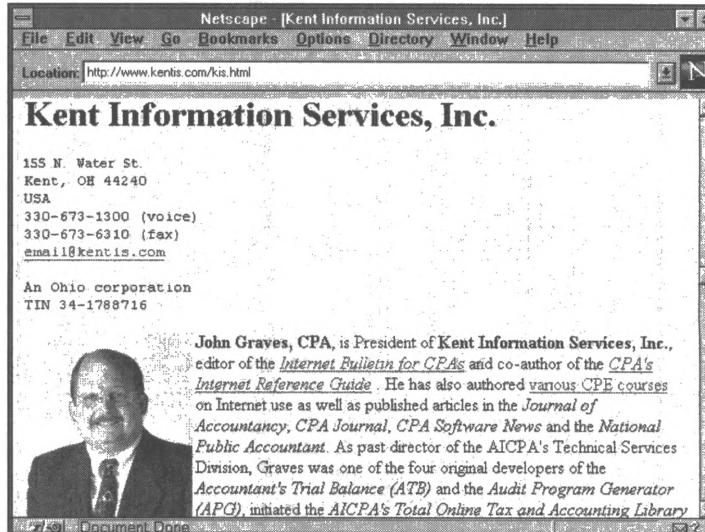 Netscape - [Kent Information Services, Inc.]
File Edit View Go Bookmarks Options Directory Window Help
Location: http://www.kentis.com/kis.html
N
Kent Information Services, Inc.
155 N. Water St.
Kent, OH 44240
USA
330-673-1300 (voice)
330-673-6310 (fax)
email@kentis.com
An Ohio corporation
TIN 34-1788716
John Graves, CPA, is President of Kent Information Services, Inc.,
editor of the Internet Bulletin for CPAs and co-author of the CPA's
Internet Reference Guide . He has also authored various CPE courses
on Internet use as well as published articles in the Journal of
Accountancy, CPA Journal, CPA Software News and the National
Public Accountant. As past director of the AICPA's Technical Services
Division, Graves was one of the four original developers of the
Accountant's Trial Balance (ATB) and the Audit Program Generator
(APG), initiated the AICPA's Total Online Tax and Accounting Library
Document Done